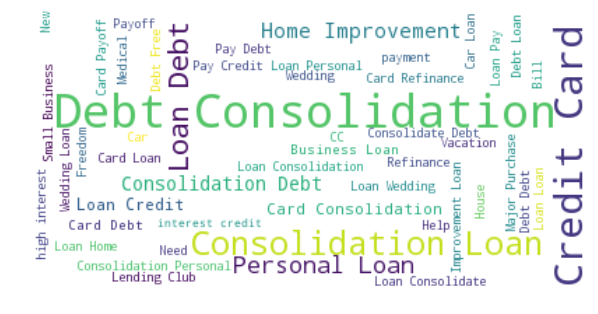 New
Payoff
Card Payoff
Medical
Debt Free
Loan Debt
Home Improvement
Pay Debt
Pay Credit
Loan Personal
Wedding
payment
Card Refinance
Car Loan
Loan Pay
Debt Loan
Bill
Credit Card
Small Business
Debt Consolidation
Car
CC
Consolidate Debt
Vacation
Business Loan
Wedding Loan
Freedom
Card Loan
Loan Consolidation
Refinance
Consolidation Debt
Loan Wedding
Improvement Loan
House
Major Purchase
Debt Debt
Loan Loan
high interest
Loan Credit
Card Consolidation
Card Debt
interest credit
Help
Loan Home
Need
Consolidation Loan
Consolidation Personal
Personal Loan
Lending Club
Loan Consolidate